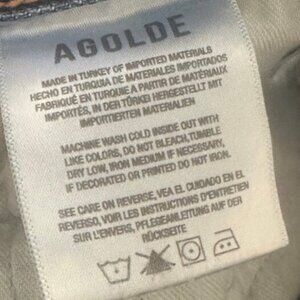 AGOLDE
MADE IN TURKEY OF IMPORTED MATERIALS
HECHO EN TURQUIA DE MATERIALES IMPORTADOS
FABRIQUÉ EN TURQUIE A PARTIR DE MATÉRIAUX
IMPORTÉS, IN DER TÜRKEI HERGESTELLT MIT
IMPORTIERTEN MATERIALIEN
MACHINE WASH COLD INSIDE OUT WITH
LIKE COLORS, DO NOT BLEACH, TUMBLE
DRY LOW, IRON MEDIUM IF NECESSARY,
IF DECORATED OR PRINTED DO NOT IRON.
SEE CARE ON REVERSE, VEA EL CUIDADO EN EL
REVERSO, VOIR LES INSTRUCTIONS D'ENTRETIEN
SUR L'ENVERS, PFLEGEANLEITUNG AUF DER
RÜCKSEITE